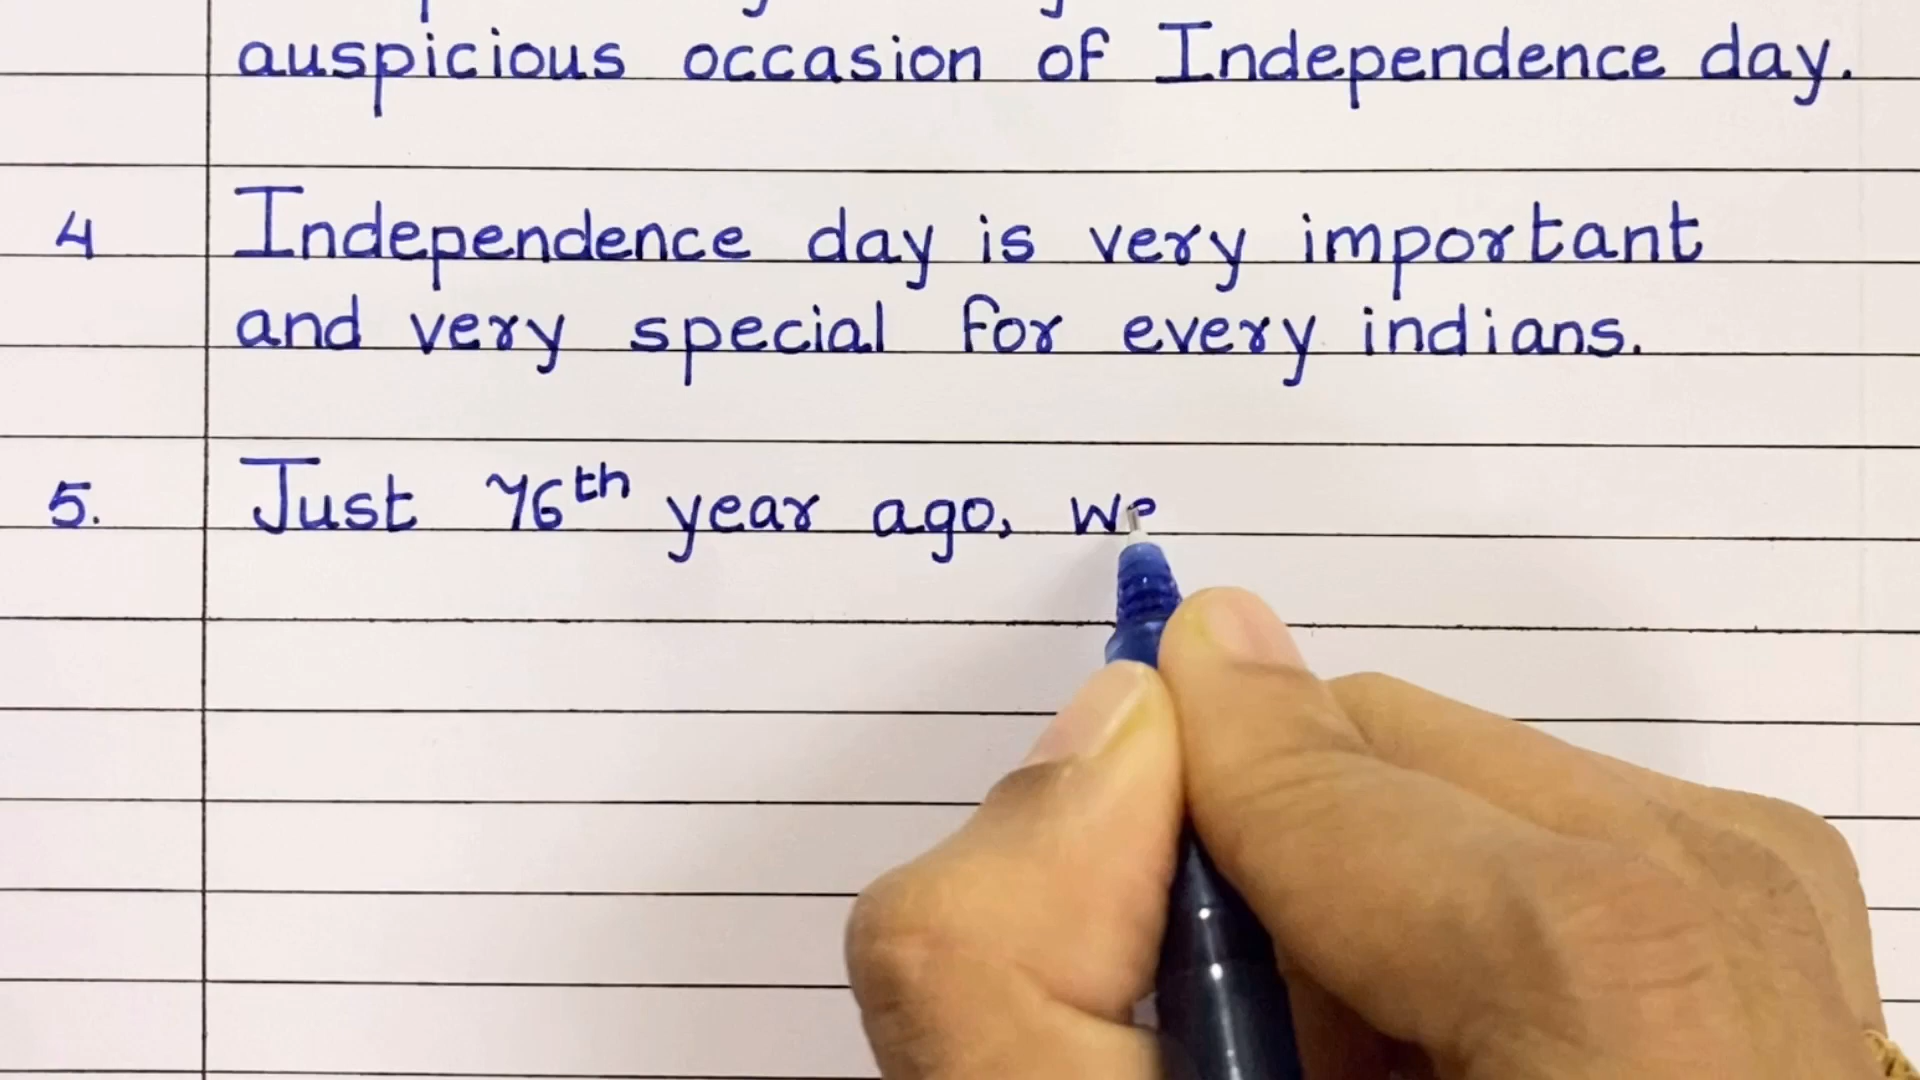 auspicious occasion of Independence day.
4 Independence day is very important
and very special for every indians.
5. Just 76th year ago, we